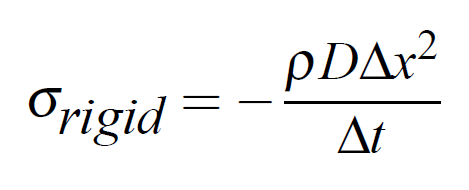 σ_rigid = − ρDΔx² / Δt